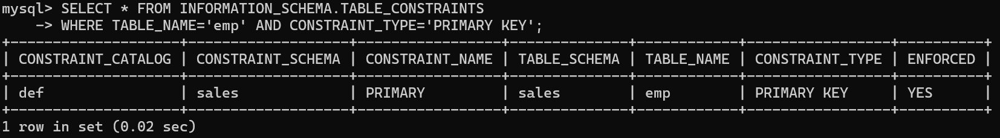 mysql> SELECT * FROM INFORMATION_SCHEMA.TABLE_CONSTRAINTS
    -> WHERE TABLE_NAME='emp' AND CONSTRAINT_TYPE='PRIMARY KEY';
+--------------------+-------------------+-----------------+--------------+------------+-----------------+----------+
| CONSTRAINT_CATALOG | CONSTRAINT_SCHEMA | CONSTRAINT_NAME | TABLE_SCHEMA | TABLE_NAME | CONSTRAINT_TYPE | ENFORCED |
+--------------------+-------------------+-----------------+--------------+------------+-----------------+----------+
| def                | sales             | PRIMARY         | sales        | emp        | PRIMARY KEY     | YES      |
+--------------------+-------------------+-----------------+--------------+------------+-----------------+----------+
1 row in set (0.02 sec)